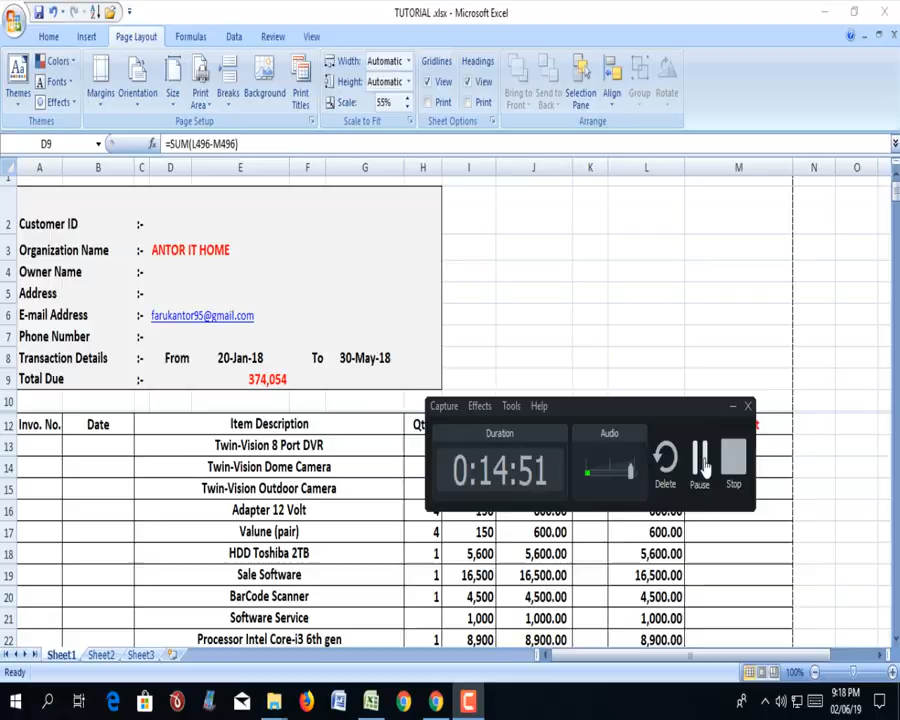 TUTORIAL .xlsx - Microsoft Excel
Home Insert Page Layout Formulas Data Review View
Themes Colors Fonts Effects Margins Orientation Size Print Area Breaks Background Print Titles Width: Automatic Height: Automatic Scale: 55% Gridlines View Print Headings View Print Bring to Front Send to Back Selection Pane Align Group Rotate
Themes Page Setup Scale to Fit Sheet Options Arrange
D9 =SUM(L496-M496)
A B C D E F G H I J K L M N O
1
2 Customer ID :-
3 Organization Name :- ANTOR IT HOME
4 Owner Name :-
5 Address :-
6 E-mail Address :- farukantor95@gmail.com
7 Phone Number :-
8 Transaction Details :- From 20-Jan-18 To 30-May-18
9 Total Due :- 374,054
10
12 Invo. No. Date Item Description
13 Twin-Vision 8 Port DVR
14 Twin-Vision Dome Camera
15 Twin-Vision Outdoor Camera
16 Adapter 12 Volt 4 150 600.00 600.00
17 Valune (pair) 4 150 600.00 600.00
18 HDD Toshiba 2TB 1 5,600 5,600.00 5,600.00
19 Sale Software 1 16,500 16,500.00 16,500.00
20 BarCode Scanner 1 4,500 4,500.00 4,500.00
21 Software Service 1,000 1,000.00 1,000.00
22 Processor Intel Core-i3 6th gen 1 8,900 8,900.00 8,900.00
Capture Effects Tools Help
Duration Audio
0:14:51
Delete Pause Stop
Sheet1 Sheet2 Sheet3
Ready 100%
9:18 PM
02/06/19